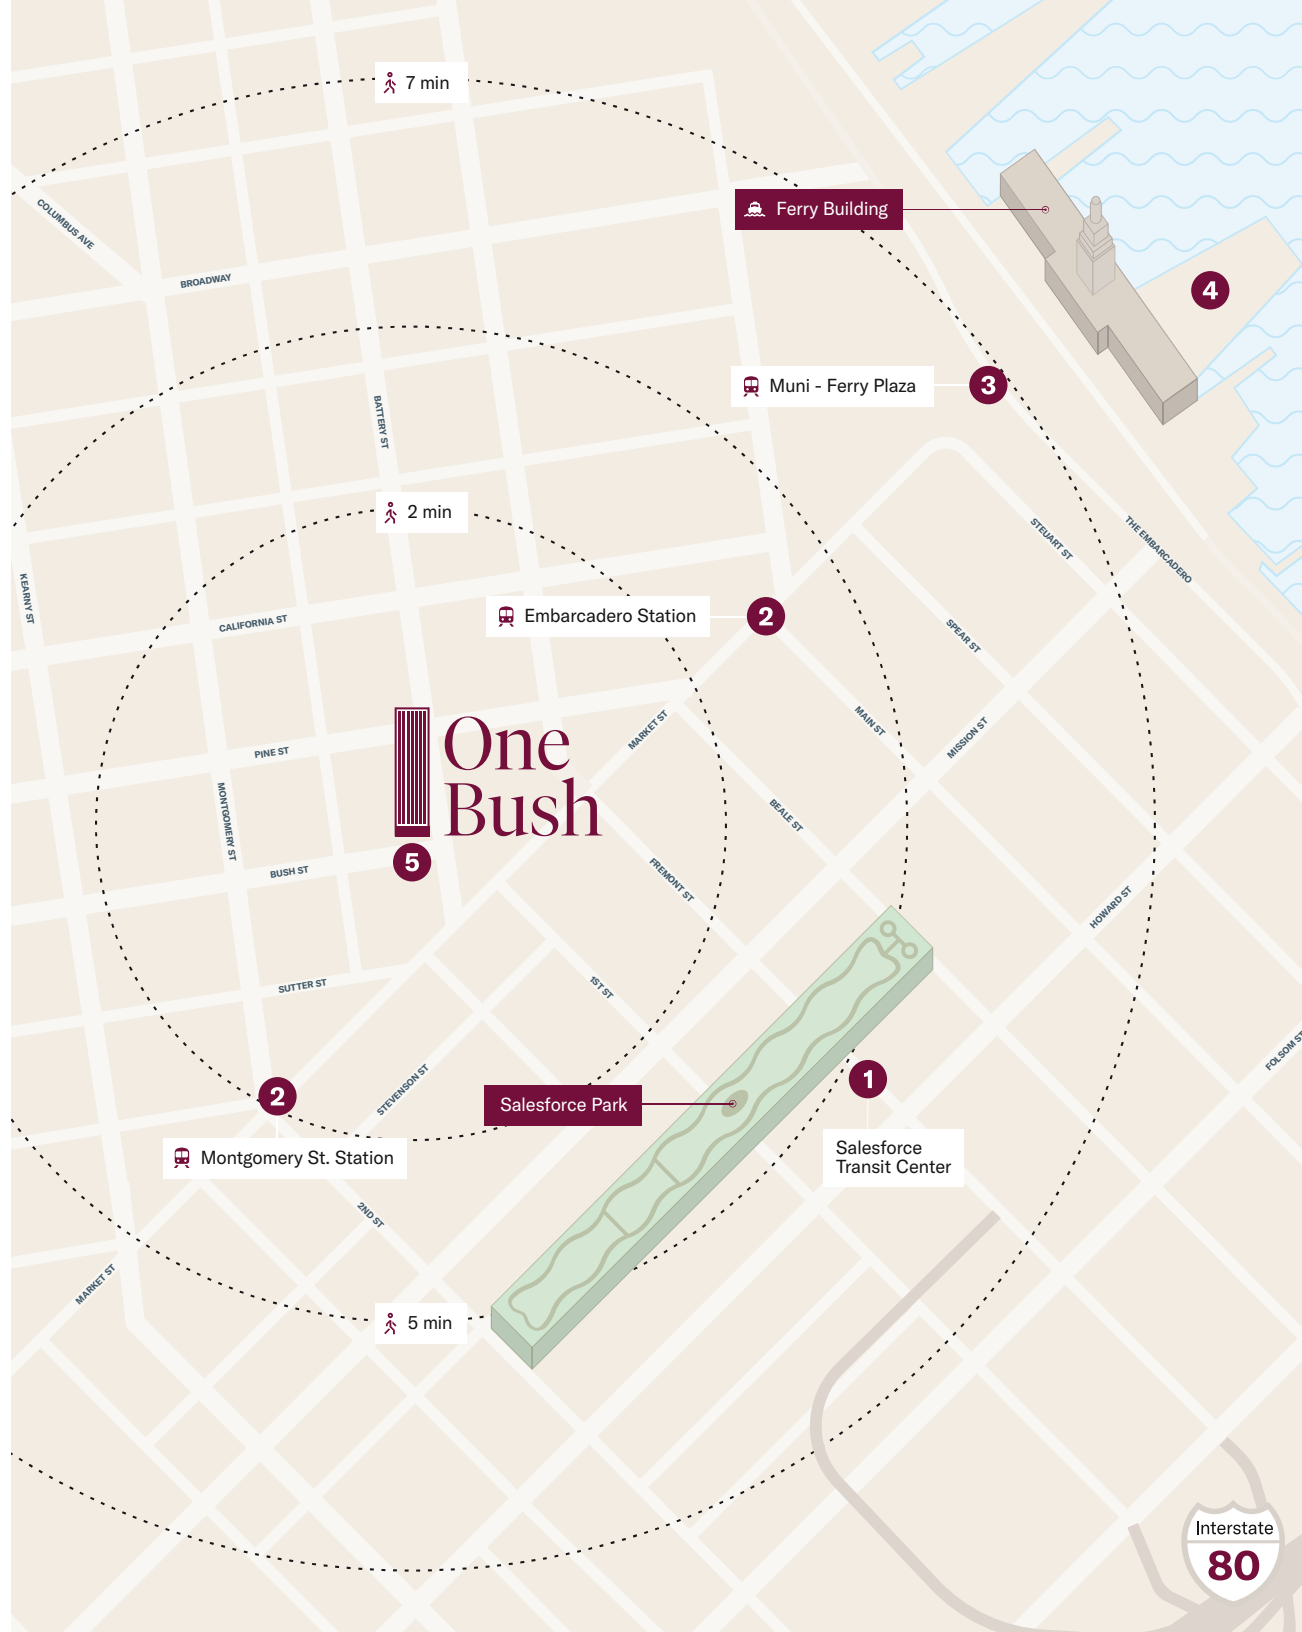 7 min
COLUMBUS AVE
Ferry Building
BROADWAY
4
Muni - Ferry Plaza
3
BATTERY ST
2 min
STEUART ST
THE EMBARCADERO
KEARNY ST
CALIFORNIA ST
Embarcadero Station
2
SPEAR ST
One
Bush
MARKET ST
MAIN ST
MISSION ST
PINE ST
MONTGOMERY ST
BEALE ST
5
BUSH ST
FREMONT ST
HOWARD ST
SUTTER ST
1ST ST
FOLSOM ST
2
STEVENSON ST
Salesforce Park
1
Montgomery St. Station
Salesforce
Transit Center
2ND ST
MARKET ST
5 min
Interstate
80